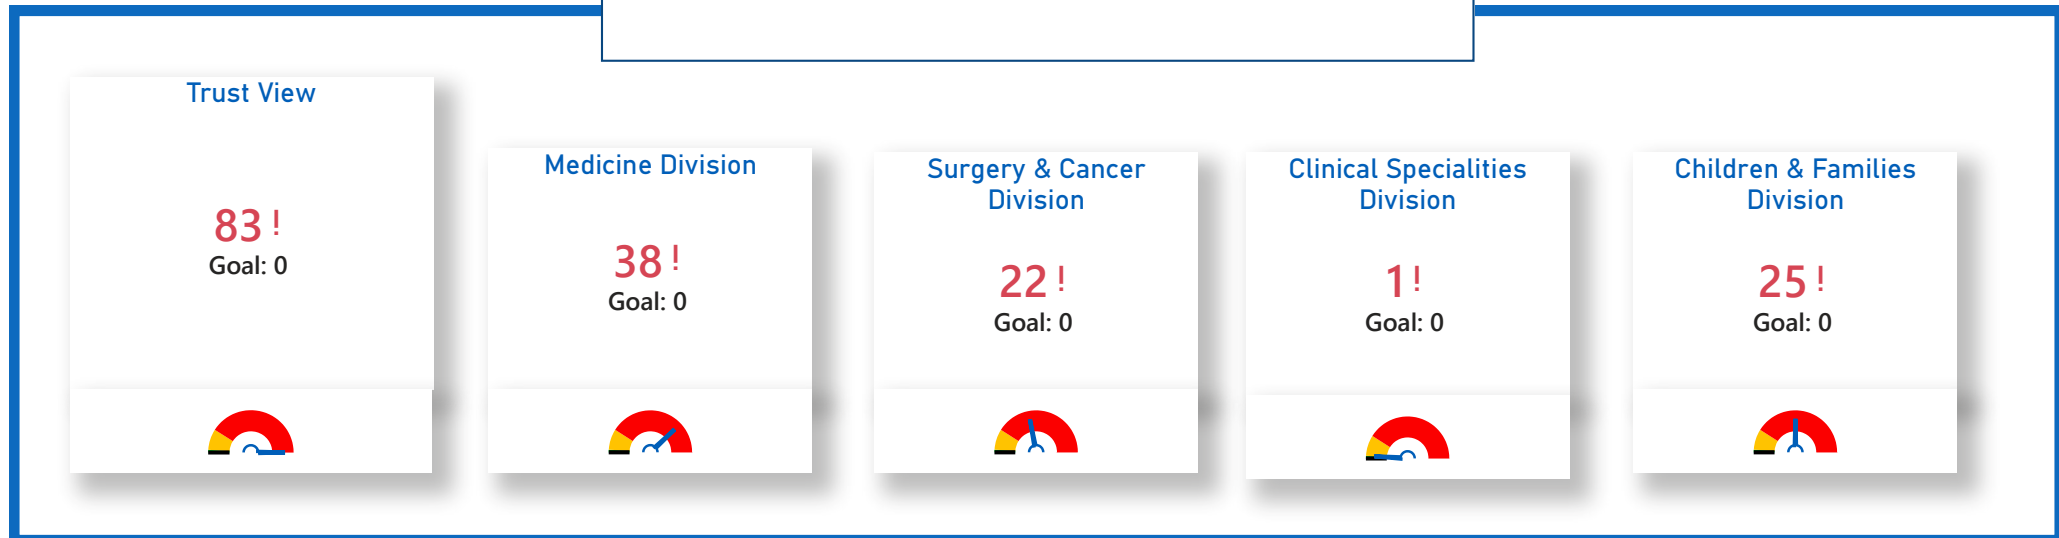 Trust View
83 !
Goal: 0
Medicine Division
38 !
Goal: 0
Surgery & Cancer
Division
22 !
Goal: 0
Clinical Specialities
Division
1 !
Goal: 0
Children & Families
Division
25 !
Goal: 0